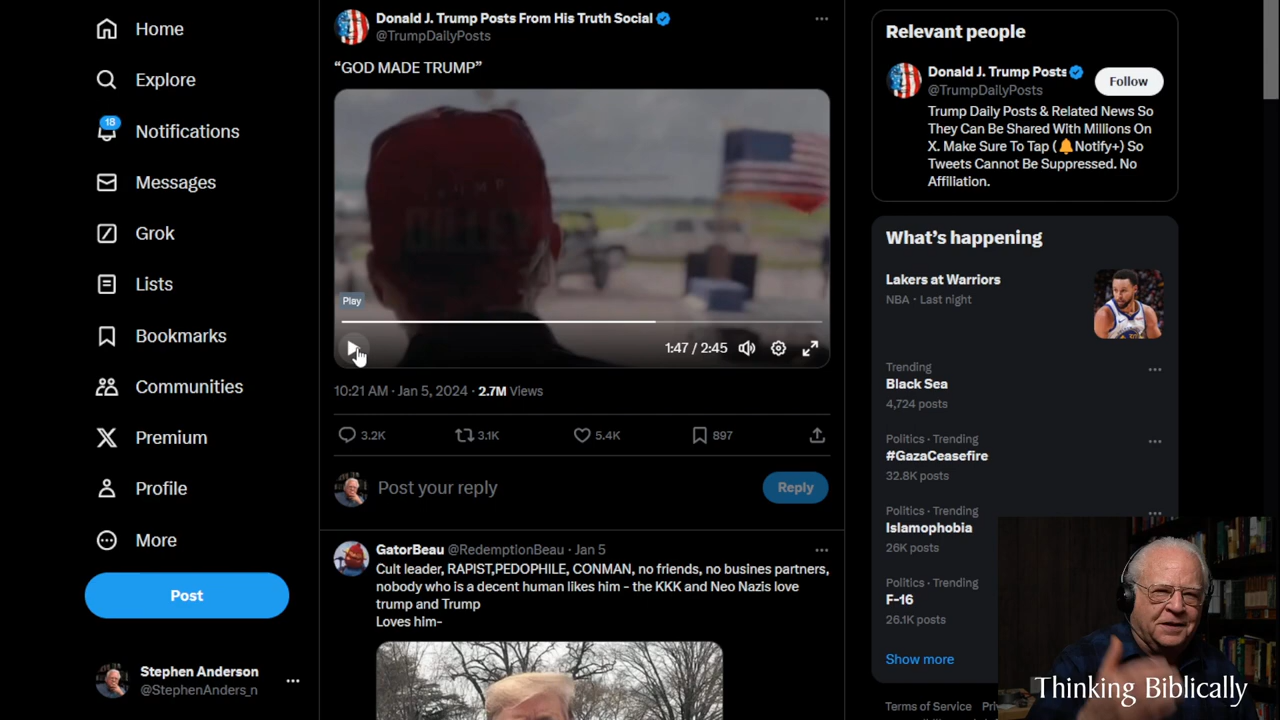 Home
Explore
18
Notifications
Messages
Grok
Lists
Bookmarks
Communities
Premium
Profile
More
Post
Stephen Anderson
@StephenAnders_n
Donald J. Trump Posts From His Truth Social
@TrumpDailyPosts
“GOD MADE TRUMP”
TRUMP
Play
1:47 / 2:45
10:21 AM · Jan 5, 2024 · 2.7M Views
3.2K
3.1K
5.4K
897
Post your reply
Reply
GatorBeau @RedemptionBeau · Jan 5
Cult leader, RAPIST,PEDOPHILE, CONMAN, no friends, no busines partners,
nobody who is a decent human likes him - the KKK and Neo Nazis love
trump and Trump
Loves him-
Relevant people
Donald J. Trump Posts
@TrumpDailyPosts
Follow
Trump Daily Posts & Related News So
They Can Be Shared With Millions On
X. Make Sure To Tap (🔔Notify+) So
Tweets Cannot Be Suppressed. No
Affiliation.
What’s happening
Lakers at Warriors
NBA · Last night
Trending
Black Sea
4,724 posts
Politics · Trending
#GazaCeasefire
32.8K posts
Politics · Trending
Islamophobia
26K posts
Politics · Trending
F-16
26.1K posts
Show more
Terms of Service
Thinking Biblically